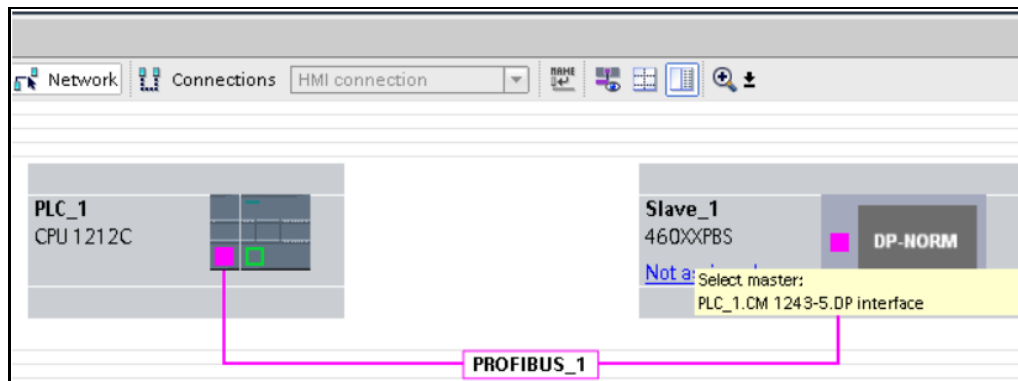 Network Connections HMI connection NAME
PLC_1
CPU 1212C
Slave_1
460XXPBS
DP-NORM
Not
Select master:
PLC_1.CM 1243-5.DP interface
PROFIBUS_1